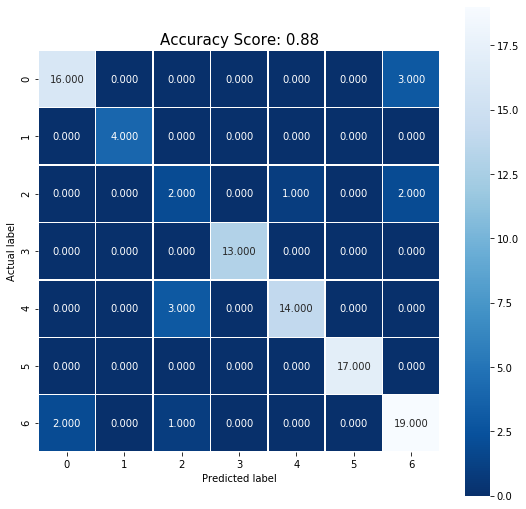 Accuracy Score: 0.88
0 16.000 0.000 0.000 0.000 0.000 0.000 3.000
1 0.000 4.000 0.000 0.000 0.000 0.000 0.000
2 0.000 0.000 2.000 0.000 1.000 0.000 2.000
3 0.000 0.000 0.000 13.000 0.000 0.000 0.000
4 0.000 0.000 3.000 0.000 14.000 0.000 0.000
5 0.000 0.000 0.000 0.000 0.000 17.000 0.000
6 2.000 0.000 1.000 0.000 0.000 0.000 19.000
0 1 2 3 4 5 6
Actual label
Predicted label
17.5
15.0
12.5
10.0
7.5
5.0
2.5
0.0